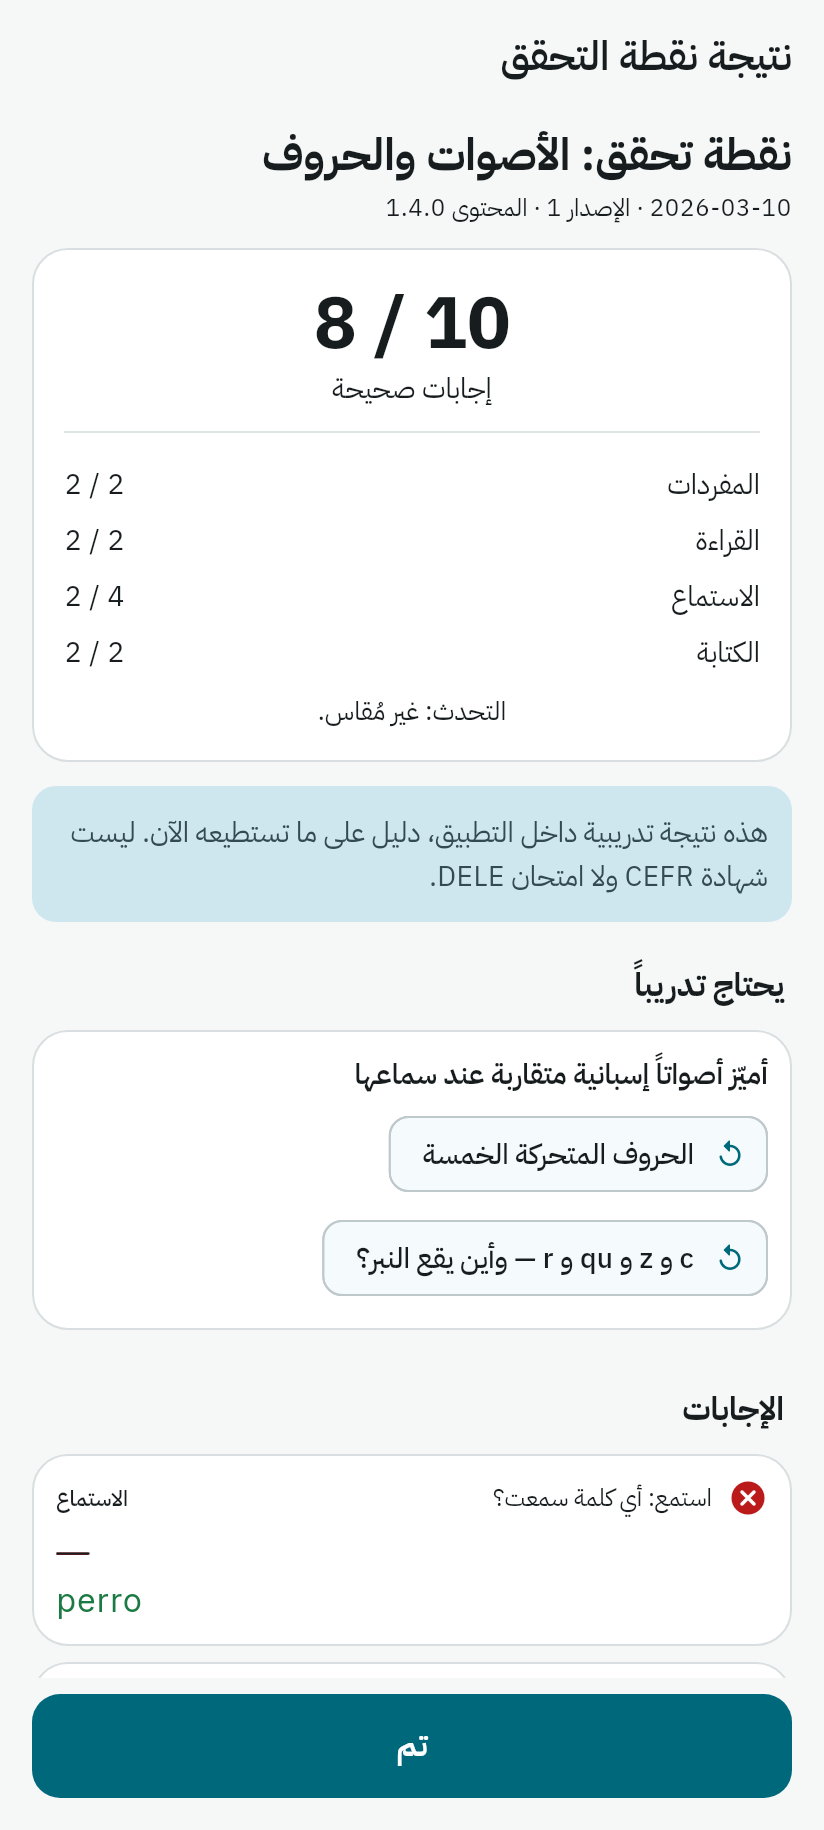 نتيجة نقطة التحقق
نقطة تحقق: الأصوات والحروف
2026-03-10 · الإصدار 1 · المحتوى 1.4.0
8 / 10
إجابات صحيحة
المفردات 2 / 2
القراءة 2 / 2
الاستماع 2 / 4
الكتابة 2 / 2
التحدث: غير مُقاس.
هذه نتيجة تدريبية داخل التطبيق، دليل على ما تستطيعه الآن. ليست
شهادة CEFR ولا امتحان DELE.
يحتاج تدريباً
أميّز أصواتاً إسبانية متقاربة عند سماعها
الحروف المتحركة الخمسة
c و z و qu و r — وأين يقع النبر؟
الإجابات
استمع: أي كلمة سمعت؟ الاستماع
—
perro
تم